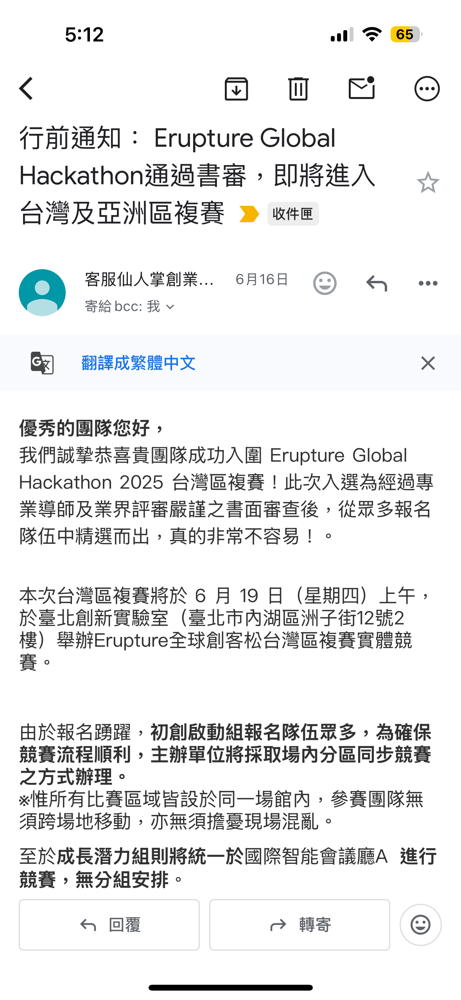 5:12
65
行前通知： Erupture Global
Hackathon通過書審，即將進入
台灣及亞洲區複賽 收件匣
客服仙人掌創業... 6月16日
寄給 bcc: 我
翻譯成繁體中文
優秀的團隊您好，
我們誠摯恭喜貴團隊成功入圍 Erupture Global
Hackathon 2025 台灣區複賽！此次入選為經過專
業導師及業界評審嚴謹之書面審查後，從眾多報名
隊伍中精選而出，真的非常不容易！。
本次台灣區複賽將於 6 月 19 日（星期四）上午，
於臺北創新實驗室（臺北市內湖區洲子街12號2
樓）舉辦Erupture全球創客松台灣區複賽實體競
賽。
由於報名踴躍，初創啟動組報名隊伍眾多，為確保
競賽流程順利，主辦單位將採取場內分區同步競賽
之方式辦理。
※惟所有比賽區域皆設於同一場館內，參賽團隊無
須跨場地移動，亦無須擔憂現場混亂。
至於成長潛力組則將統一於國際智能會議廳A 進行
競賽，無分組安排。
回覆 轉寄